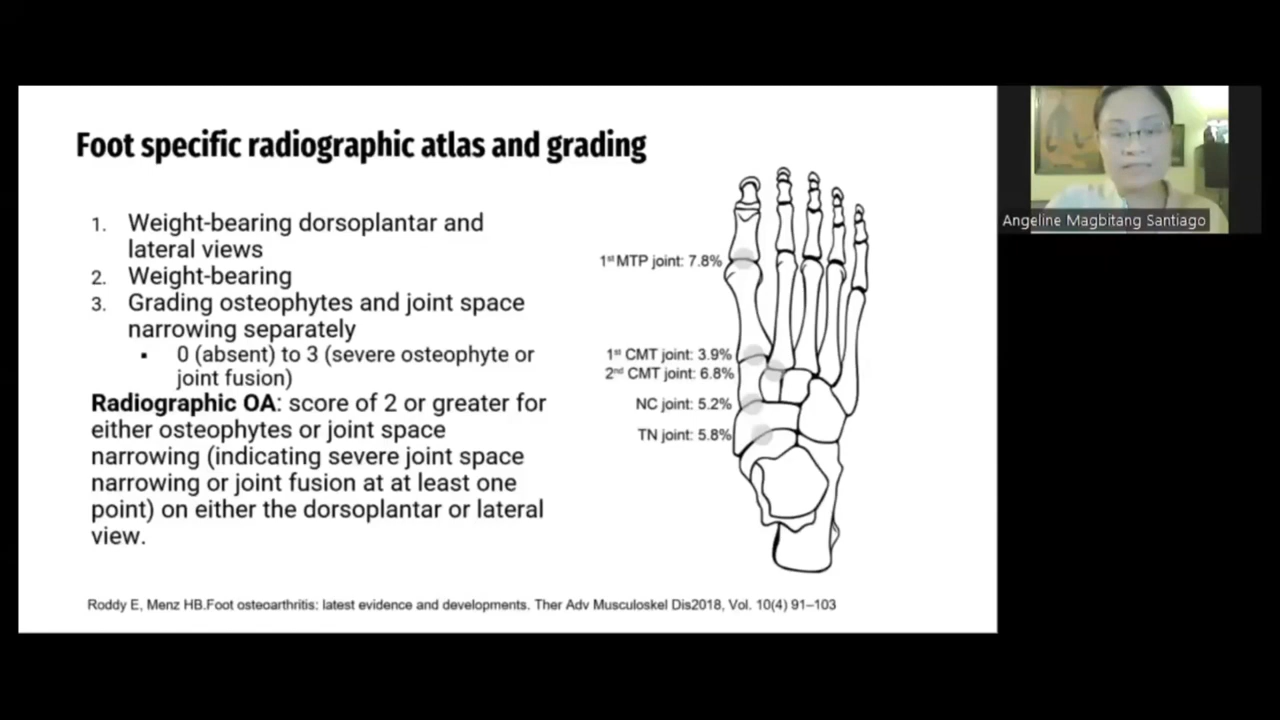 Foot specific radiographic atlas and grading
1. Weight-bearing dorsoplantar and
lateral views
2. Weight-bearing
3. Grading osteophytes and joint space
narrowing separately
▪ 0 (absent) to 3 (severe osteophyte or
joint fusion)
Radiographic OA: score of 2 or greater for
either osteophytes or joint space
narrowing (indicating severe joint space
narrowing or joint fusion at at least one
point) on either the dorsoplantar or lateral
view.
1st MTP joint: 7.8%
1st CMT joint: 3.9%
2nd CMT joint: 6.8%
NC joint: 5.2%
TN joint: 5.8%
Roddy E, Menz HB.Foot osteoarthritis: latest evidence and developments. Ther Adv Musculoskel Dis2018, Vol. 10(4) 91–103
Angeline Magbitang Santiago